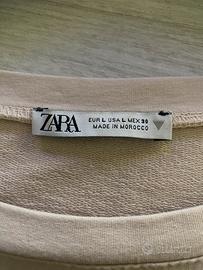 ZARA
EUR L USA L MEX 30
MADE IN MOROCCO